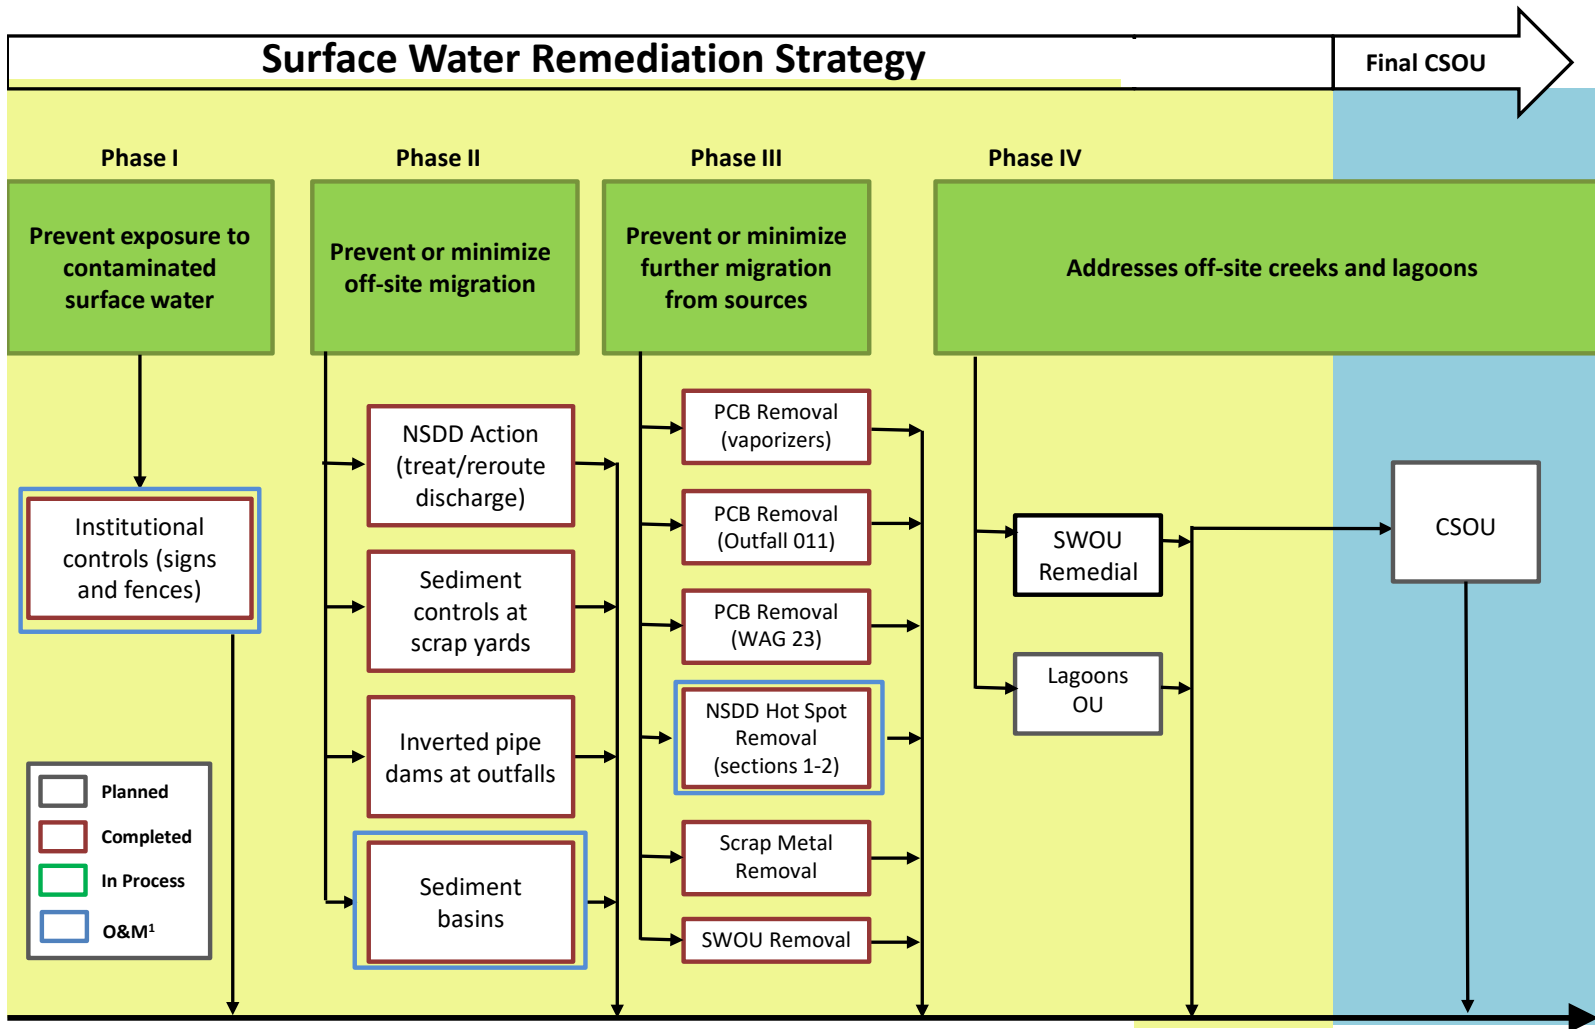 Surface Water Remediation Strategy
Final CSOU
Phase I
Phase II
Phase III
Phase IV
Prevent exposure to
contaminated
surface water
Prevent or minimize
off-site migration
Prevent or minimize
further migration
from sources
Addresses off-site creeks and lagoons
Institutional
controls (signs
and fences)
NSDD Action
(treat/reroute
discharge)
Sediment
controls at
scrap yards
Inverted pipe
dams at outfalls
Sediment
basins
PCB Removal
(vaporizers)
PCB Removal
(Outfall 011)
PCB Removal
(WAG 23)
NSDD Hot Spot
Removal
(sections 1-2)
Scrap Metal
Removal
SWOU Removal
SWOU
Remedial
Lagoons
OU
CSOU
Planned
Completed
In Process
O&M¹